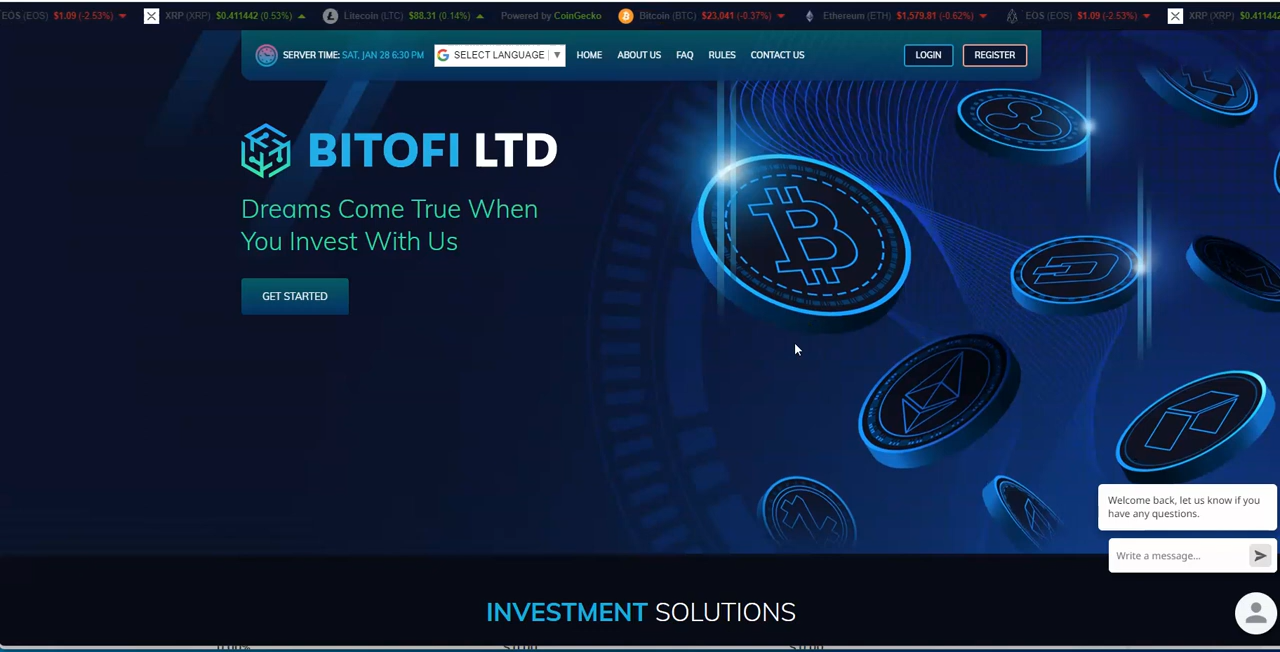 EOS (EOS) $1.09 (-2.53%) XRP (XRP) $0.411442 (0.53%) Litecoin (LTC) $88.31 (0.14%) Powered by CoinGecko Bitcoin (BTC) $23,041 (-0.37%) Ethereum (ETH) $1,579.81 (-0.62%) EOS (EOS) $1.09 (-2.53%) XRP (XRP) $0.411442
SERVER TIME: SAT, JAN 28 6:30 PM SELECT LANGUAGE HOME ABOUT US FAQ RULES CONTACT US LOGIN REGISTER
BITOFI LTD
Dreams Come True When
You Invest With Us
GET STARTED
Welcome back, let us know if you
have any questions.
Write a message...
INVESTMENT SOLUTIONS